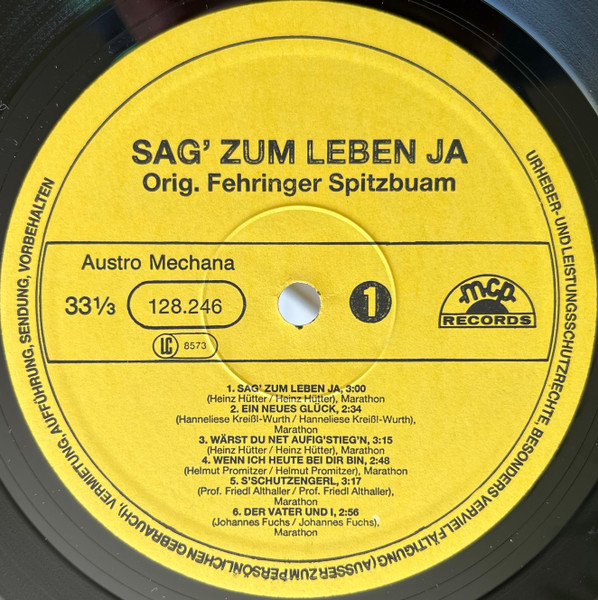 SAG' ZUM LEBEN JA
Orig. Fehringer Spitzbuam
Austro Mechana
33⅓
128.246
LC 8573
1
mcp
RECORDS
1. SAG' ZUM LEBEN JA, 3:00
(Heinz Hütter / Heinz Hütter), Marathon
2. EIN NEUES GLÜCK, 2:34
(Hanneliese Kreißl-Wurth / Hanneliese Kreißl-Wurth),
Marathon
3. WÄRST DU NET AUFIG'STIEG'N, 3:15
(Heinz Hütter / Heinz Hütter), Marathon
4. WENN ICH HEUTE BEI DIR BIN, 2:48
(Helmut Promitzer / Helmut Promitzer), Marathon
5. S'SCHUTZENGERL, 3:17
(Prof. Friedl Althaller / Prof. Friedl Althaller),
Marathon
6. DER VATER UND I, 2:56
(Johannes Fuchs / Johannes Fuchs),
Marathon
URHEBER- UND LEISTUNGSSCHUTZRECHTE, BESONDERS VERVIELFÄLTIGUNG (AUSSER ZUM PERSÖNLICHEN GEBRAUCH), VERMIETUNG, AUFFÜHRUNG, SENDUNG, VORBEHALTEN